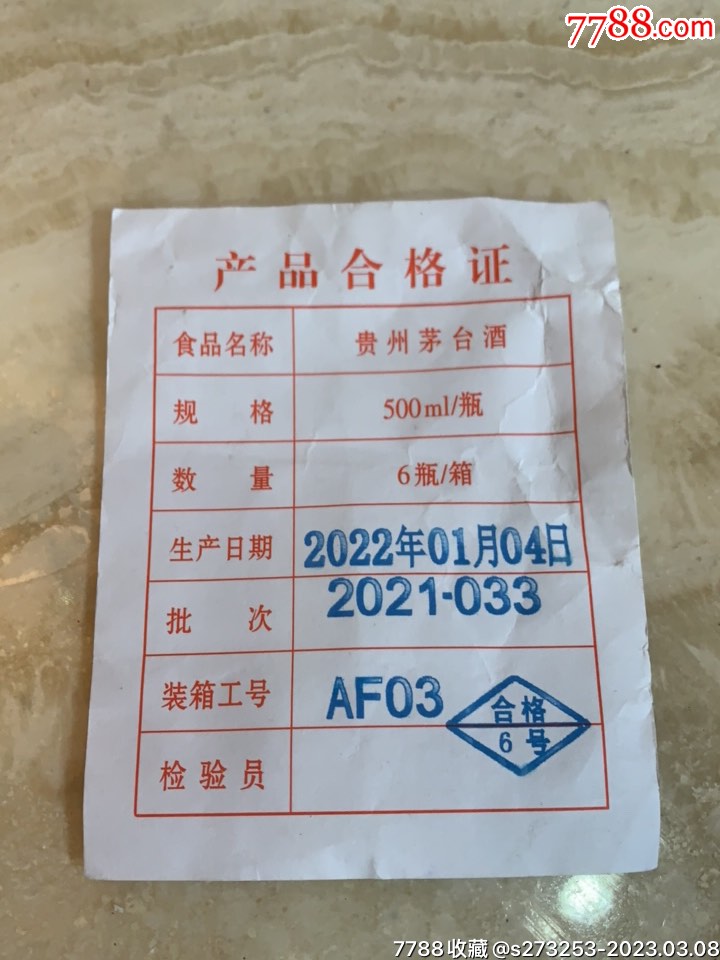 7788.com
产品合格证
食品名称 贵州茅台酒
规格 500ml/瓶
数量 6瓶/箱
生产日期 2022年01月04日
批次 2021-033
装箱工号 AF03
合格
6号
检验员
7788收藏@s273253-2023.03.08